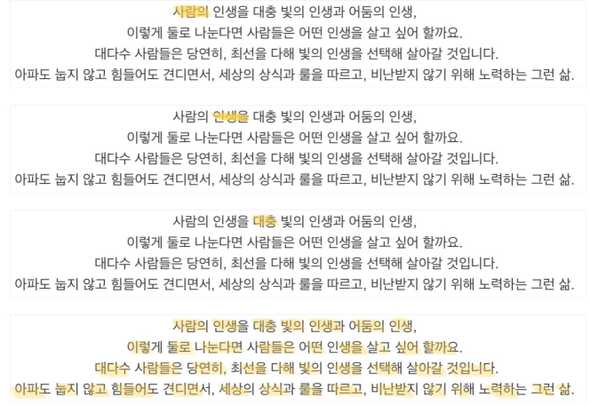 사람의 인생을 대충 빛의 인생과 어둠의 인생,
이렇게 둘로 나눈다면 사람들은 어떤 인생을 살고 싶어 할까요.
대다수 사람들은 당연히, 최선을 다해 빛의 인생을 선택해 살아갈 것입니다.
아파도 눕지 않고 힘들어도 견디면서, 세상의 상식과 룰을 따르고, 비난받지 않기 위해 노력하는 그런 삶.
사람의 인생을 대충 빛의 인생과 어둠의 인생,
이렇게 둘로 나눈다면 사람들은 어떤 인생을 살고 싶어 할까요.
대다수 사람들은 당연히, 최선을 다해 빛의 인생을 선택해 살아갈 것입니다.
아파도 눕지 않고 힘들어도 견디면서, 세상의 상식과 룰을 따르고, 비난받지 않기 위해 노력하는 그런 삶.
사람의 인생을 대충 빛의 인생과 어둠의 인생,
이렇게 둘로 나눈다면 사람들은 어떤 인생을 살고 싶어 할까요.
대다수 사람들은 당연히, 최선을 다해 빛의 인생을 선택해 살아갈 것입니다.
아파도 눕지 않고 힘들어도 견디면서, 세상의 상식과 룰을 따르고, 비난받지 않기 위해 노력하는 그런 삶.
사람의 인생을 대충 빛의 인생과 어둠의 인생,
이렇게 둘로 나눈다면 사람들은 어떤 인생을 살고 싶어 할까요.
대다수 사람들은 당연히, 최선을 다해 빛의 인생을 선택해 살아갈 것입니다.
아파도 눕지 않고 힘들어도 견디면서, 세상의 상식과 룰을 따르고, 비난받지 않기 위해 노력하는 그런 삶.